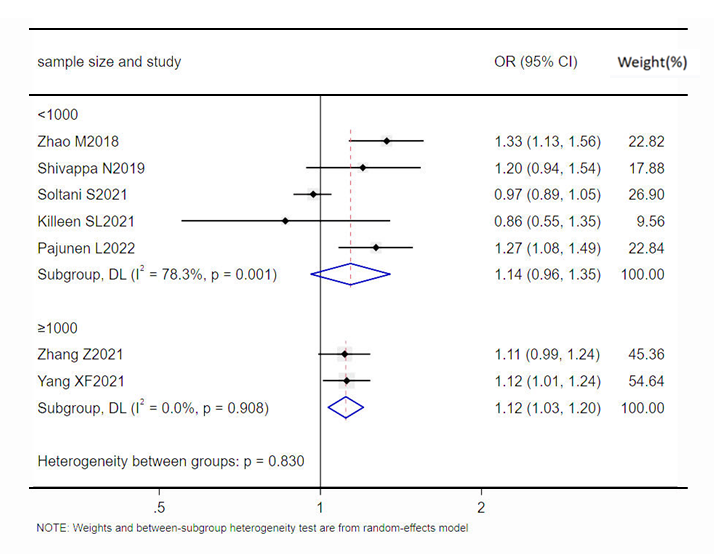 sample size and study OR (95% CI) Weight(%)
<1000
Zhao M2018 1.33 (1.13, 1.56) 22.82
Shivappa N2019 1.20 (0.94, 1.54) 17.88
Soltani S2021 0.97 (0.89, 1.05) 26.90
Killeen SL2021 0.86 (0.55, 1.35) 9.56
Pajunen L2022 1.27 (1.08, 1.49) 22.84
Subgroup, DL (I² = 78.3%, p = 0.001) 1.14 (0.96, 1.35) 100.00
≥1000
Zhang Z2021 1.11 (0.99, 1.24) 45.36
Yang XF2021 1.12 (1.01, 1.24) 54.64
Subgroup, DL (I² = 0.0%, p = 0.908) 1.12 (1.03, 1.20) 100.00
Heterogeneity between groups: p = 0.830
.5 1 2
NOTE: Weights and between-subgroup heterogeneity test are from random-effects model